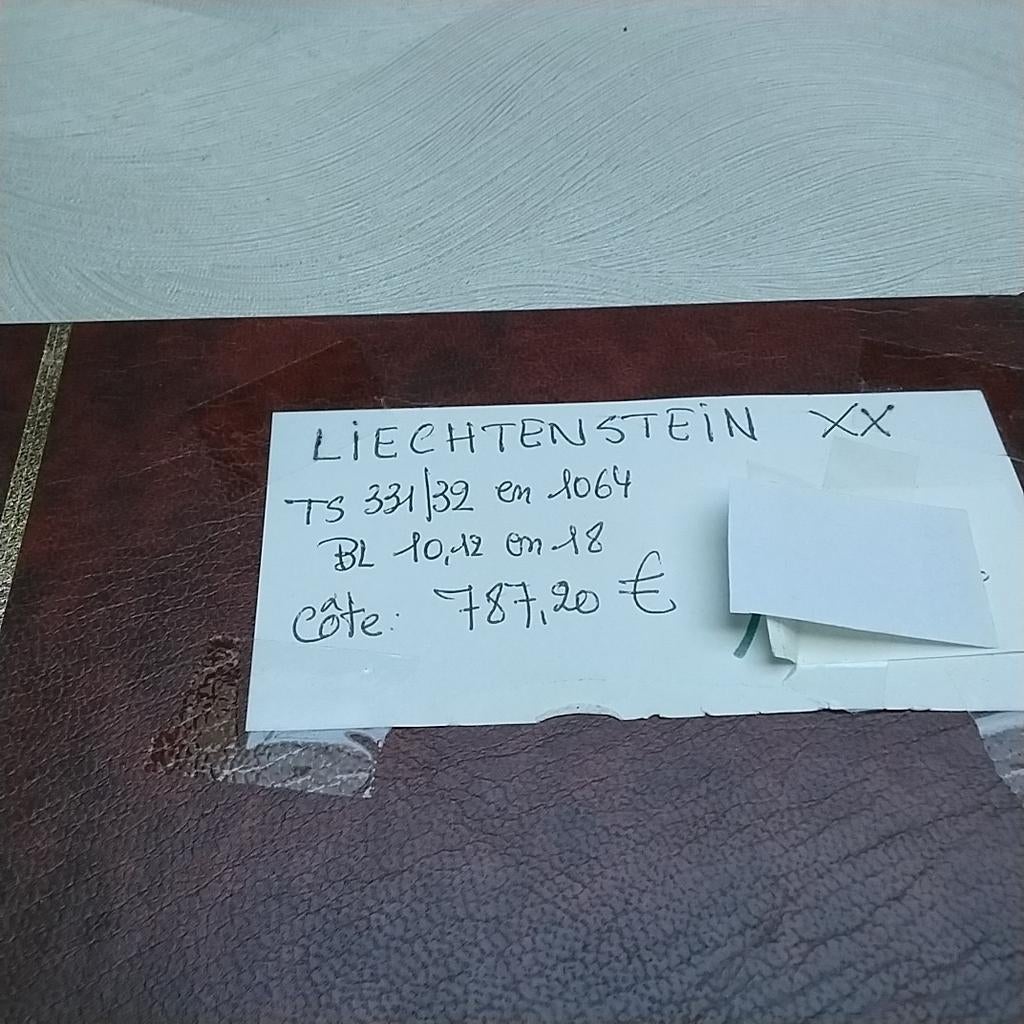 LIECHTENSTEIN XX
TS 331/32 en 1064
BL 10,12 en 18
Côte: 787,20 €